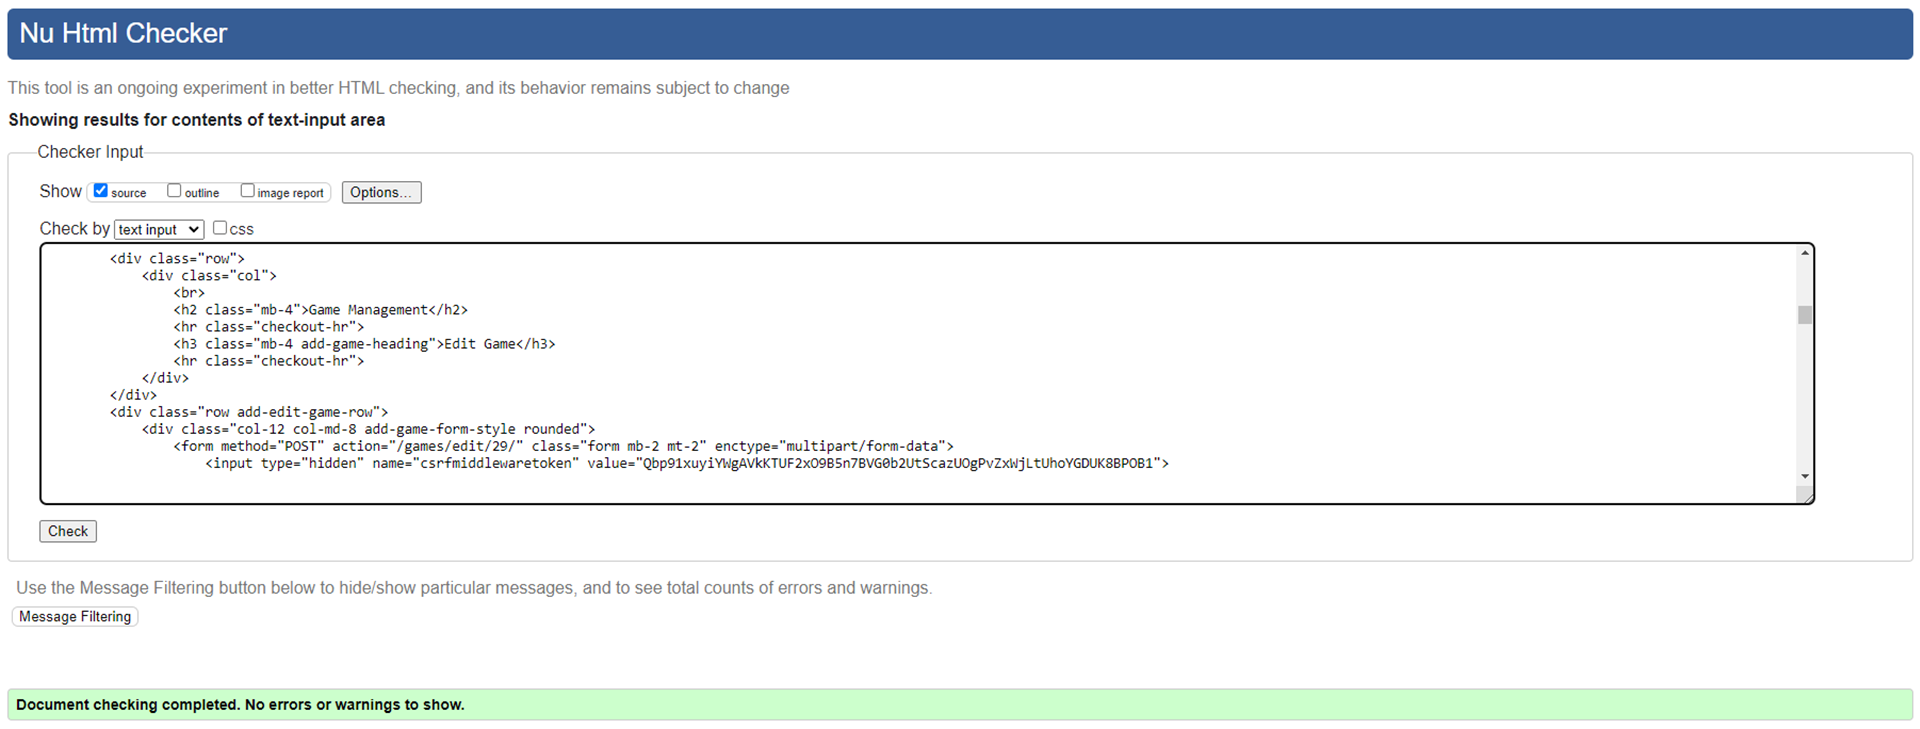 Nu Html Checker
This tool is an ongoing experiment in better HTML checking, and its behavior remains subject to change
Showing results for contents of text-input area
Checker Input
Show source outline image report Options...
Check by text input css
<div class="row">
<div class="col">
<br>
<h2 class="mb-4">Game Management</h2>
<hr class="checkout-hr">
<h3 class="mb-4 add-game-heading">Edit Game</h3>
<hr class="checkout-hr">
</div>
</div>
<div class="row add-edit-game-row">
<div class="col-12 col-md-8 add-game-form-style rounded">
<form method="POST" action="/games/edit/29/" class="form mb-2 mt-2" enctype="multipart/form-data">
<input type="hidden" name="csrfmiddlewaretoken" value="Qbp91xuyiYWgAVkKTUF2xO9B5n7BVG0b2UtScazUOgPvZxWjLtUhoYGDUK8BPOB1">
Check
Use the Message Filtering button below to hide/show particular messages, and to see total counts of errors and warnings.
Message Filtering
Document checking completed. No errors or warnings to show.